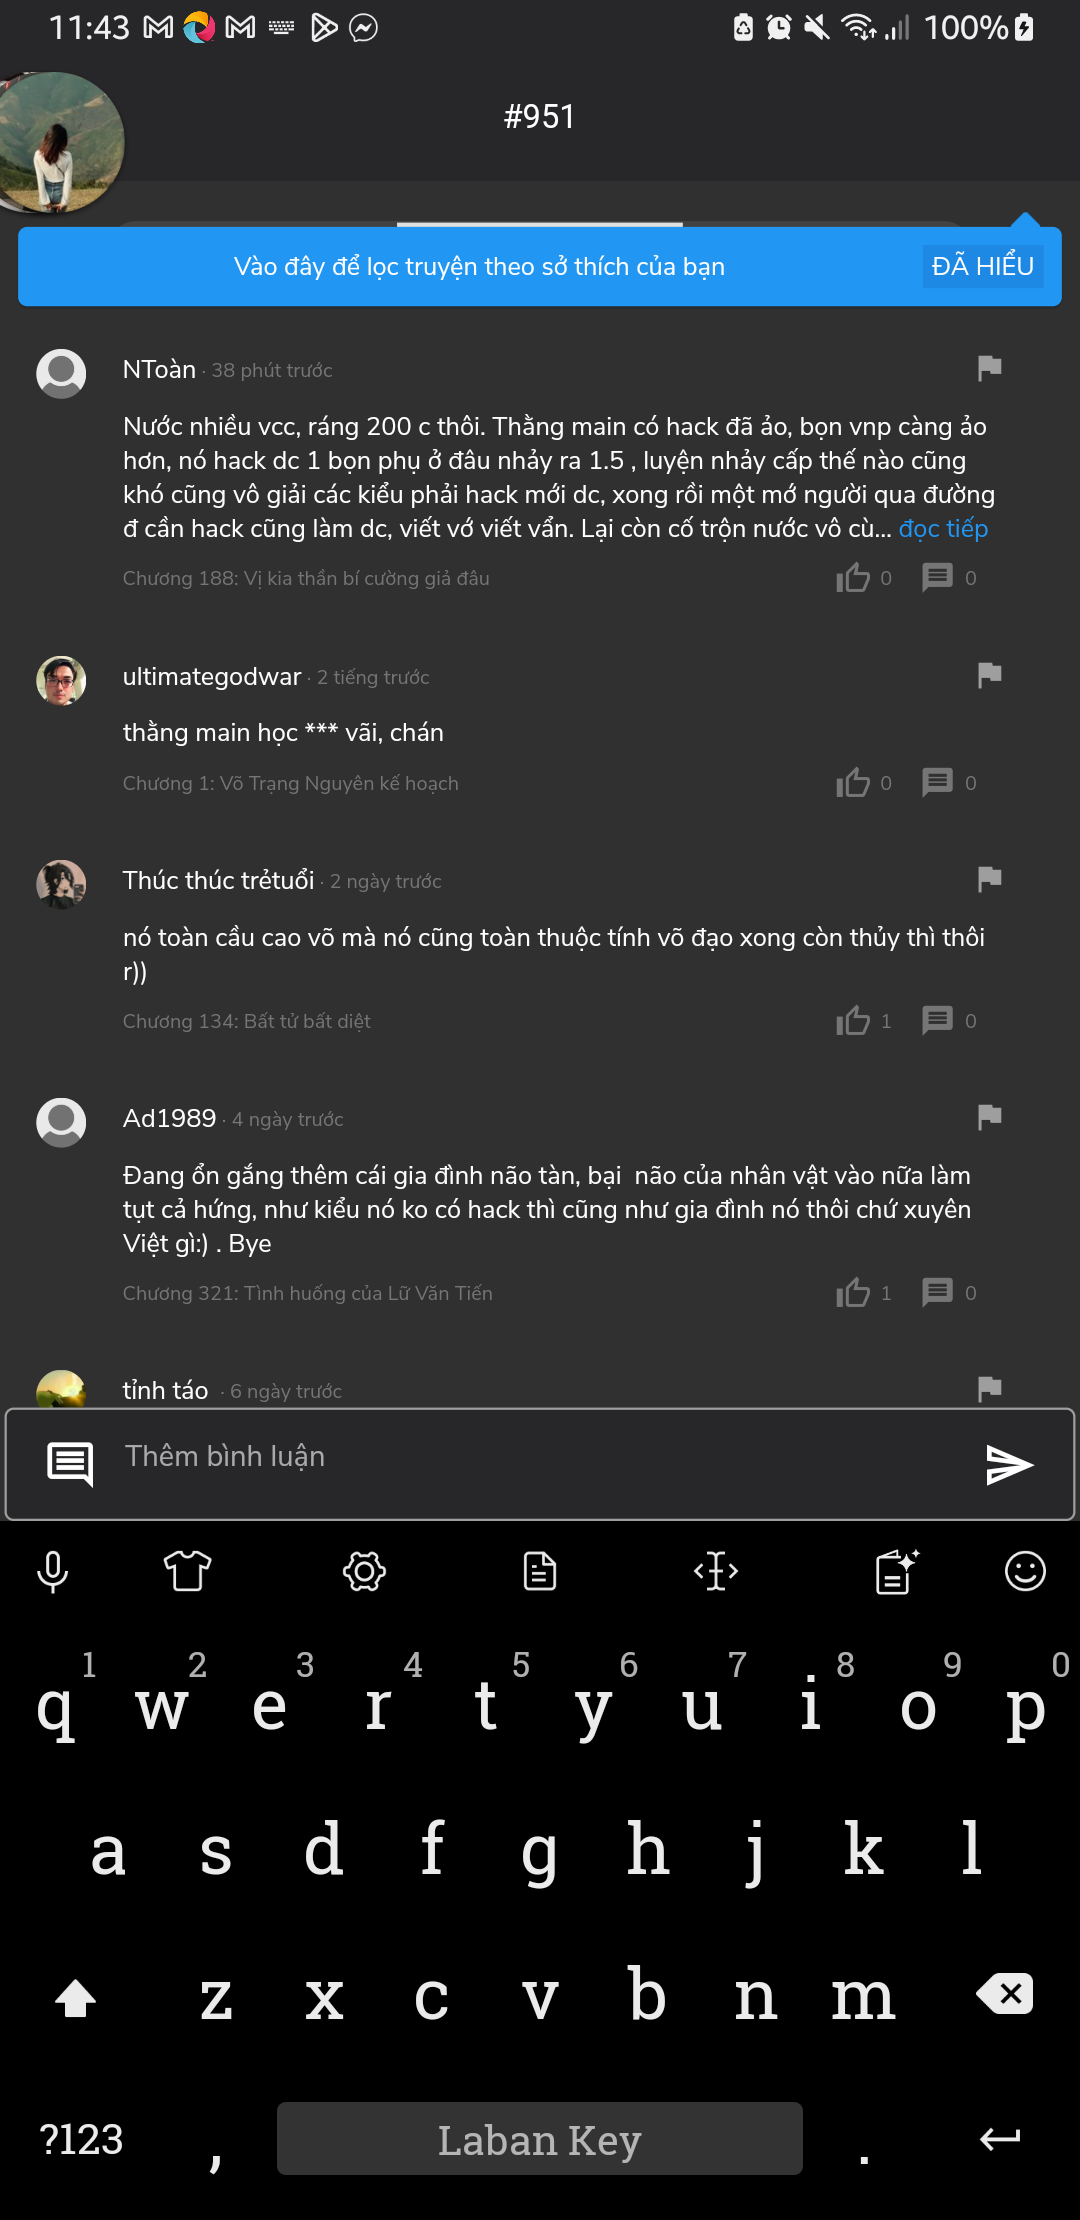 11:43
100%
#951
Vào đây để lọc truyện theo sở thích của bạn
ĐÃ HIỂU
NToàn · 38 phút trước
Nước nhiều vcc, ráng 200 c thôi. Thằng main có hack đã ảo, bọn vnp càng ảo
hơn, nó hack dc 1 bọn phụ ở đâu nhảy ra 1.5 , luyện nhảy cấp thế nào cũng
khó cũng vô giải các kiểu phải hack mới dc, xong rồi một mớ người qua đường
đ cần hack cũng làm dc, viết vớ viết vẩn. Lại còn cố trộn nước vô cù... đọc tiếp
Chương 188: Vị kia thần bí cường giả đâu
0
0
ultimategodwar · 2 tiếng trước
thằng main học *** vãi, chán
Chương 1: Võ Trạng Nguyên kế hoạch
0
0
Thúc thúc trẻtuổi · 2 ngày trước
nó toàn cầu cao võ mà nó cũng toàn thuộc tính võ đạo xong còn thủy thì thôi
r))
Chương 134: Bất tử bất diệt
1
0
Ad1989 · 4 ngày trước
Đang ổn gắng thêm cái gia đình não tàn, bại  não của nhân vật vào nữa làm
tụt cả hứng, như kiểu nó ko có hack thì cũng như gia đình nó thôi chứ xuyên
Việt gì:) . Bye
Chương 321: Tình huống của Lữ Văn Tiến
1
0
tỉnh táo · 6 ngày trước
Thêm bình luận
1 2 3 4 5 6 7 8 9 0
q w e r t y u i o p
a s d f g h j k l
z x c v b n m
?123 , Laban Key .